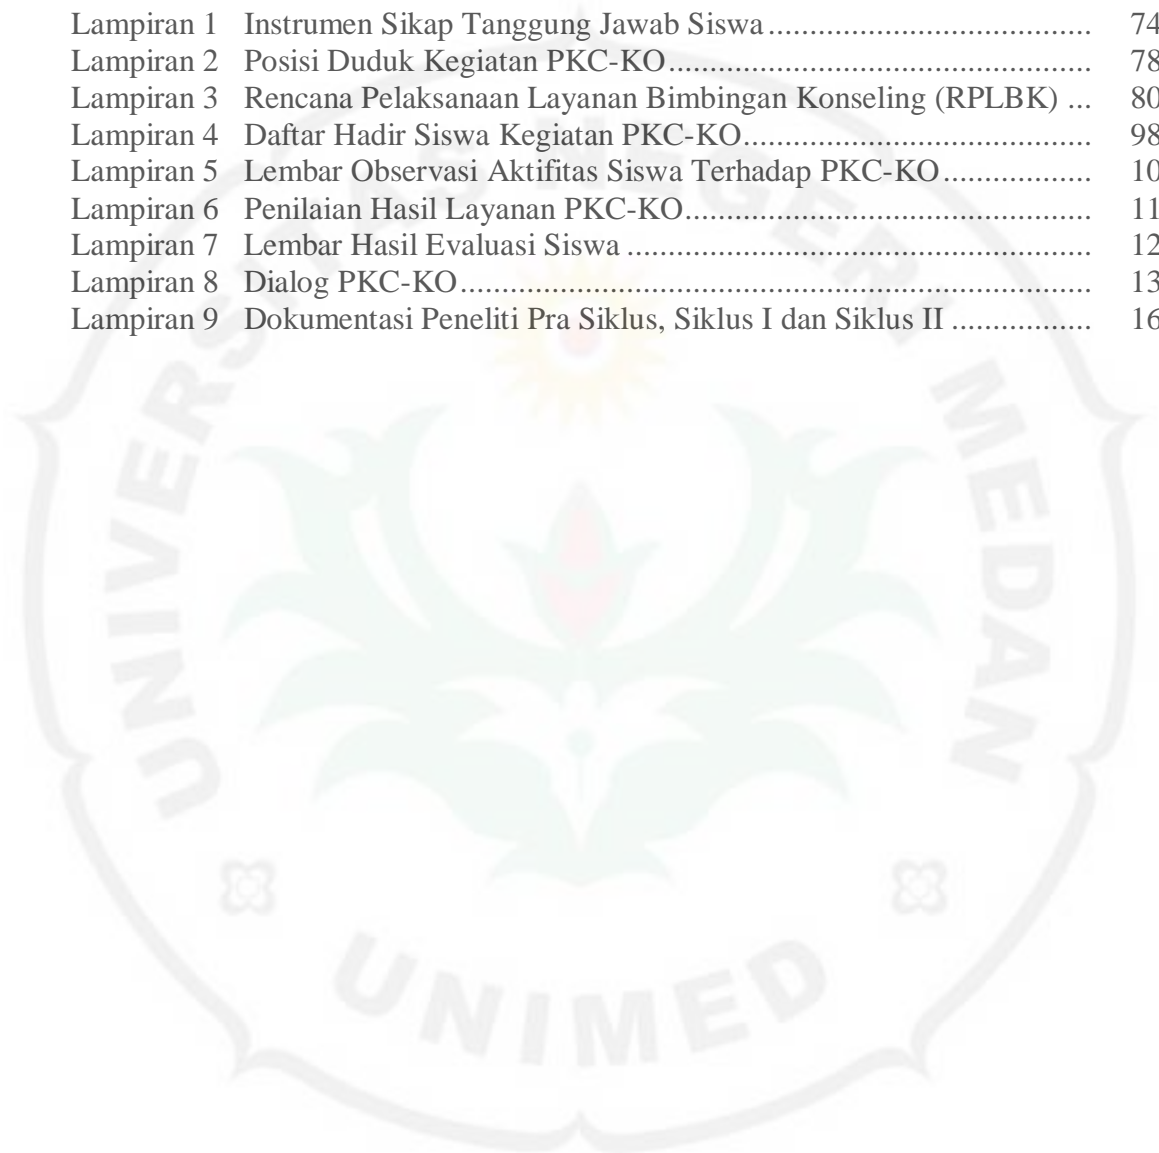 Lampiran 1 Instrumen Sikap Tanggung Jawab Siswa .................................. 74
Lampiran 2 Posisi Duduk Kegiatan PKC-KO ............................................. 78
Lampiran 3 Rencana Pelaksanaan Layanan Bimbingan Konseling (RPLBK) ... 80
Lampiran 4 Daftar Hadir Siswa Kegiatan PKC-KO ..................................... 98
Lampiran 5 Lembar Observasi Aktifitas Siswa Terhadap PKC-KO ................ 10
Lampiran 6 Penilaian Hasil Layanan PKC-KO ........................................... 11
Lampiran 7 Lembar Hasil Evaluasi Siswa ................................................. 12
Lampiran 8 Dialog PKC-KO ................................................................... 13
Lampiran 9 Dokumentasi Peneliti Pra Siklus, Siklus I dan Siklus II ............... 16
UNIVERSITAS NEGERI MEDAN
UNIMED